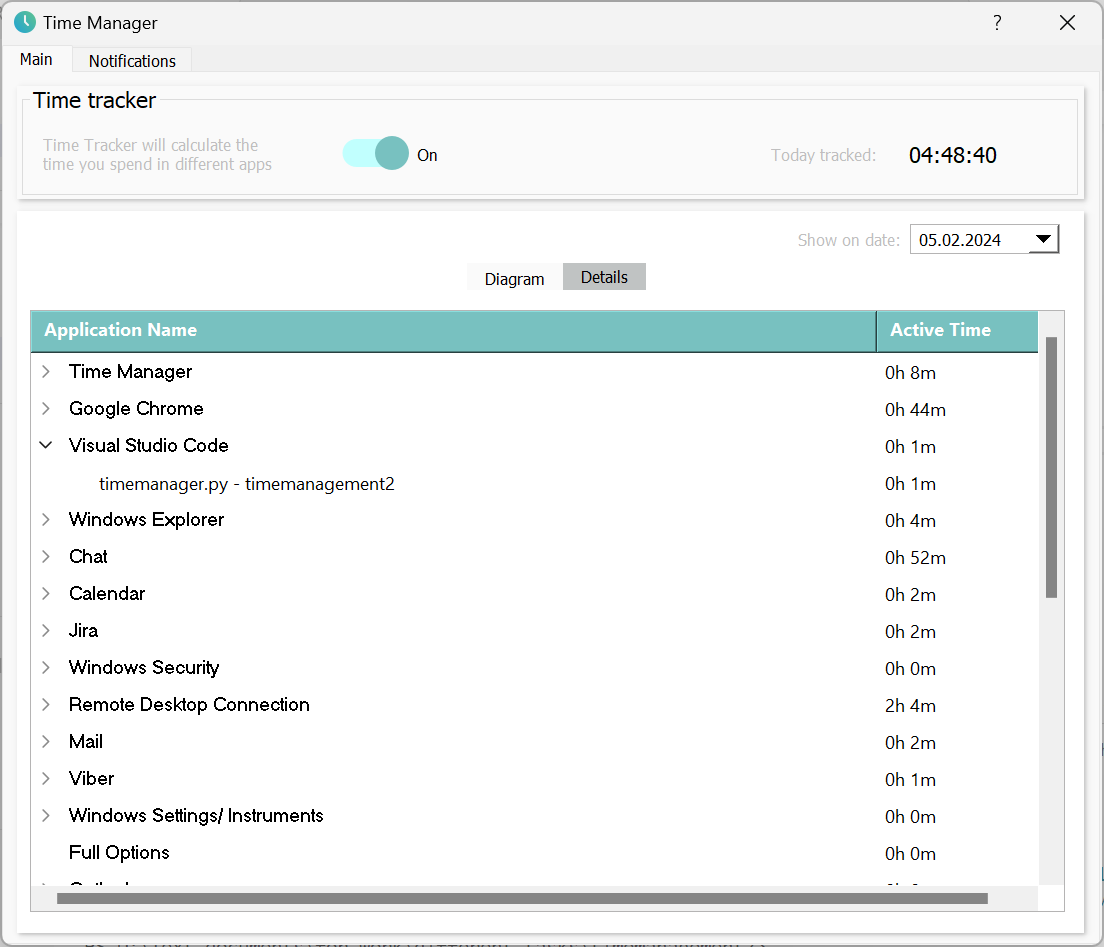 Time Manager
?
Main
Notifications
Time tracker
Time Tracker will calculate the
time you spend in different apps
On
Today tracked:
04:48:40
Show on date:
05.02.2024
Diagram
Details
Application Name
Active Time
Time Manager
0h 8m
Google Chrome
0h 44m
Visual Studio Code
0h 1m
timemanager.py - timemanagement2
0h 1m
Windows Explorer
0h 4m
Chat
0h 52m
Calendar
0h 2m
Jira
0h 2m
Windows Security
0h 0m
Remote Desktop Connection
2h 4m
Mail
0h 2m
Viber
0h 1m
Windows Settings/ Instruments
0h 0m
Full Options
0h 0m